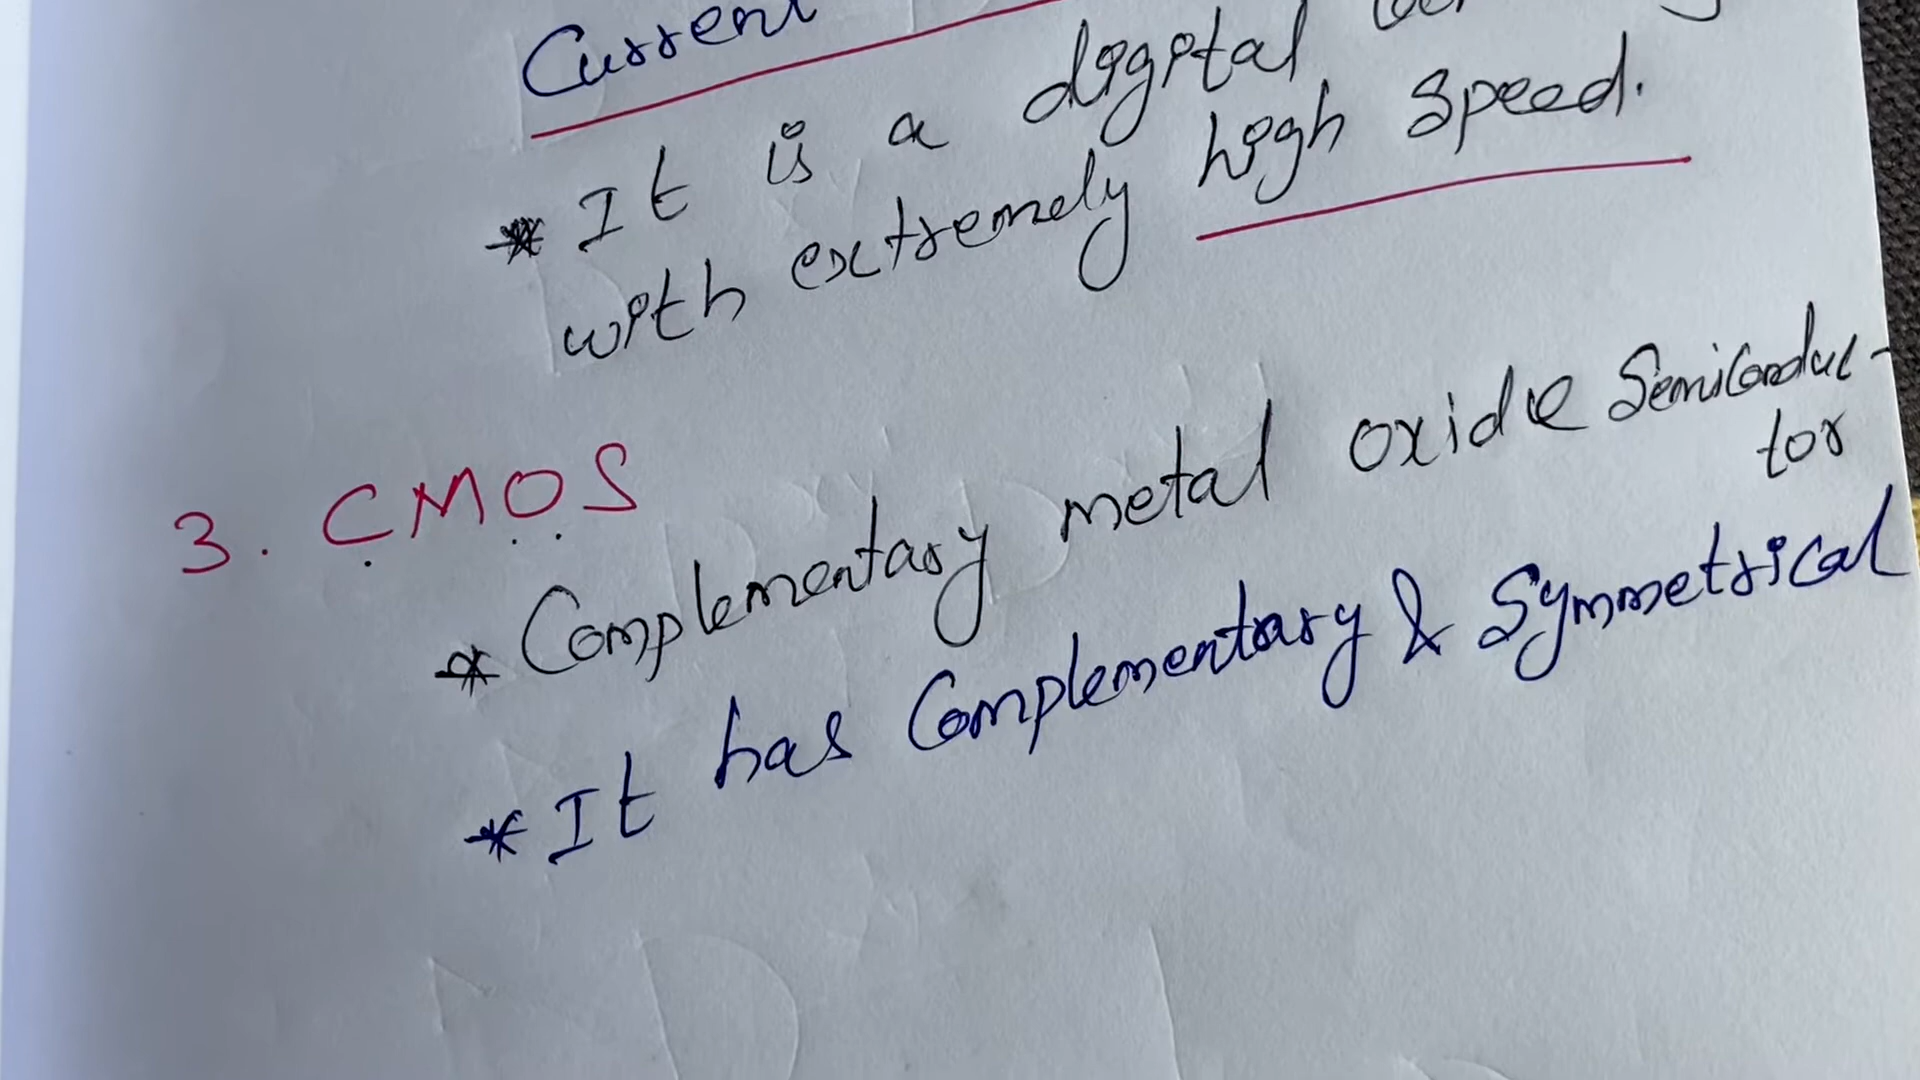 Current
* It is a digital
with extremely high speed.
3. CMOS
* Complementary metal oxide Semiconduc-
tor
* It has Complementary & Symmetrical